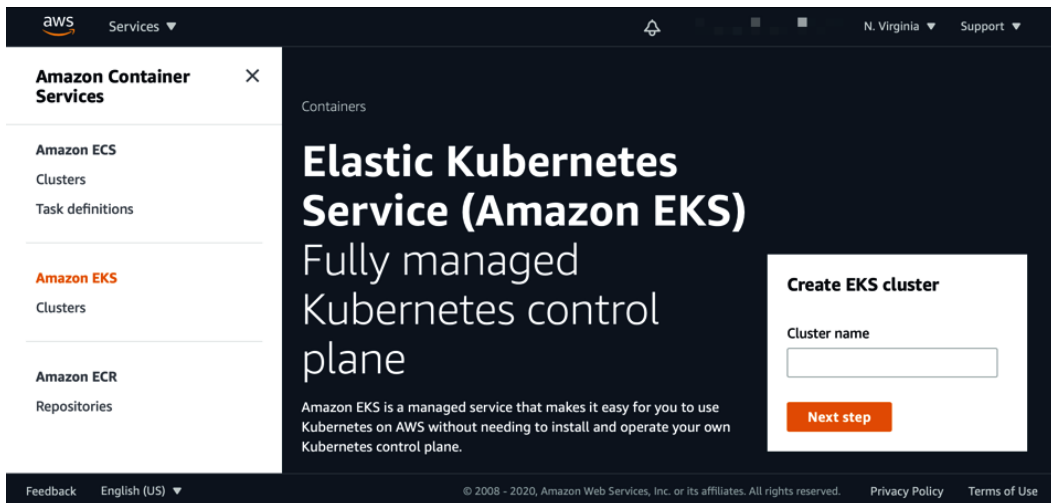 aws Services ▼ N. Virginia ▼ Support ▼
Amazon Container
Services
Amazon ECS
Clusters
Task definitions
Amazon EKS
Clusters
Amazon ECR
Repositories
Containers
Elastic Kubernetes
Service (Amazon EKS)
Fully managed
Kubernetes control
plane
Amazon EKS is a managed service that makes it easy for you to use
Kubernetes on AWS without needing to install and operate your own
Kubernetes control plane.
Create EKS cluster
Cluster name
Next step
Feedback English (US) ▼ © 2008 - 2020, Amazon Web Services, Inc. or its affiliates. All rights reserved. Privacy Policy Terms of Use